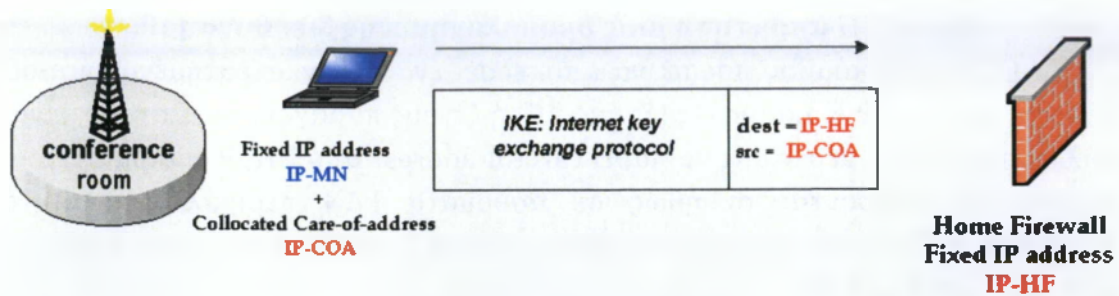 conference
room
Fixed IP address
IP-MN
+
Collocated Care-of-address
IP-COA
IKE: Internet key
exchange protocol
dest = IP-HF
src = IP-COA
Home Firewall
Fixed IP address
IP-HF